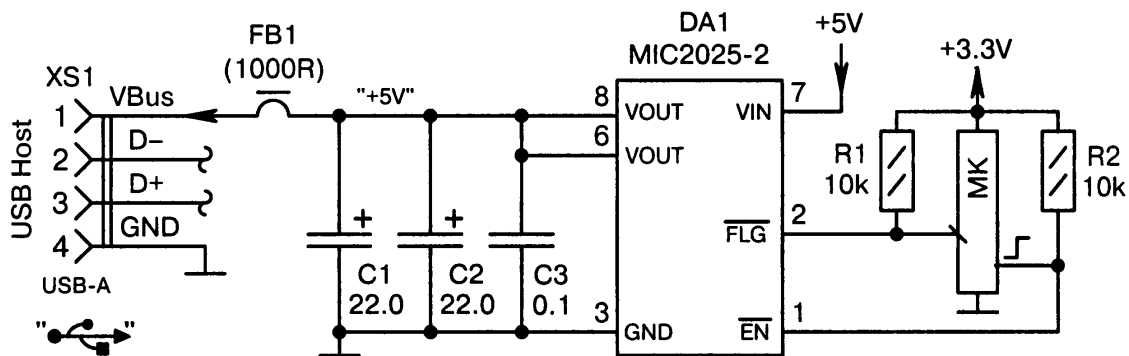 DA1
MIC2025-2
+5V
+3.3V
FB1
(1000R)
XS1
USB Host
1
VBus
2
D−
3
D+
4
GND
USB-A
" "
"+5V"
8
VOUT
6
VOUT
VIN
7
FLG
2
3
GND
EN
1
C1
22.0
C2
22.0
C3
0.1
R1
10k
MK
R2
10k